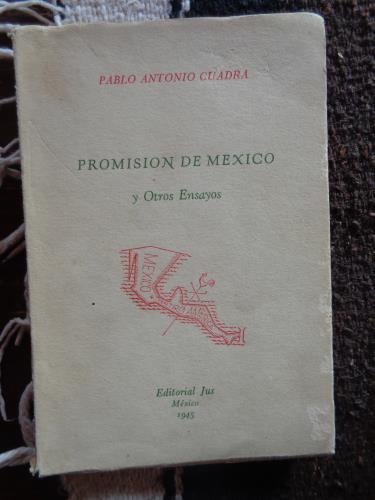 PABLO ANTONIO CUADRA
PROMISION DE MEXICO
y Otros Ensayos
MEXICO
Editorial Jus
México
1945